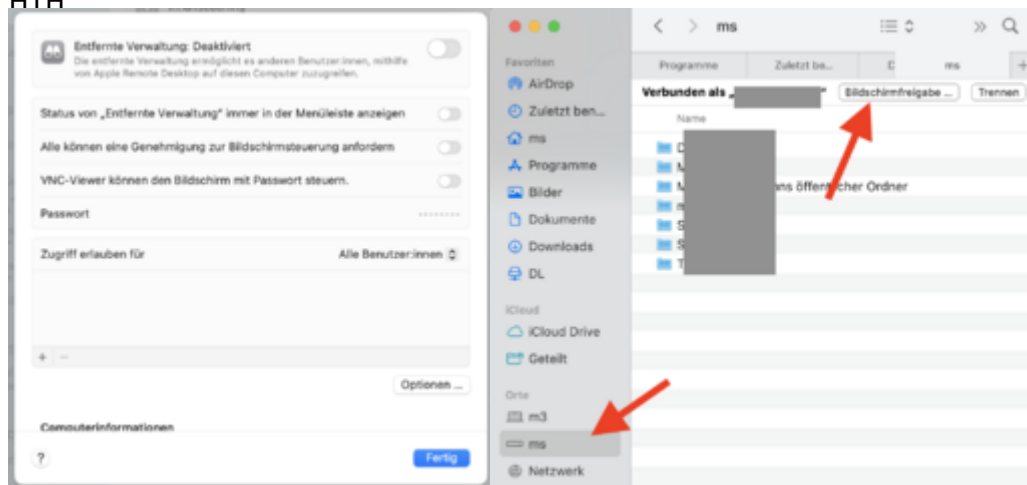 HTH
Entfernte Verwaltung: Deaktiviert
Die entfernte Verwaltung ermöglicht es anderen Benutzer:innen, mithilfe
von Apple Remote Desktop auf diesen Computer zuzugreifen.
Status von „Entfernte Verwaltung“ immer in der Menüleiste anzeigen
Alle können eine Genehmigung zur Bildschirmsteuerung anfordern
VNC-Viewer können den Bildschirm mit Passwort steuern.
Passwort
Zugriff erlauben für
Alle Benutzer:innen
+ −
Optionen ...
Computerinformationen
?
Fertig
Favoriten
AirDrop
Zuletzt ben...
ms
Programme
Bilder
Dokumente
Downloads
DL
iCloud
iCloud Drive
Geteilt
Orte
m3
ms
Netzwerk
ms
Programme
Zuletzt be...
ms
+
Verbunden als „
“
Bildschirmfreigabe ...
Trennen
Name
D
M
M
öffentlicher Ordner
S
S
T